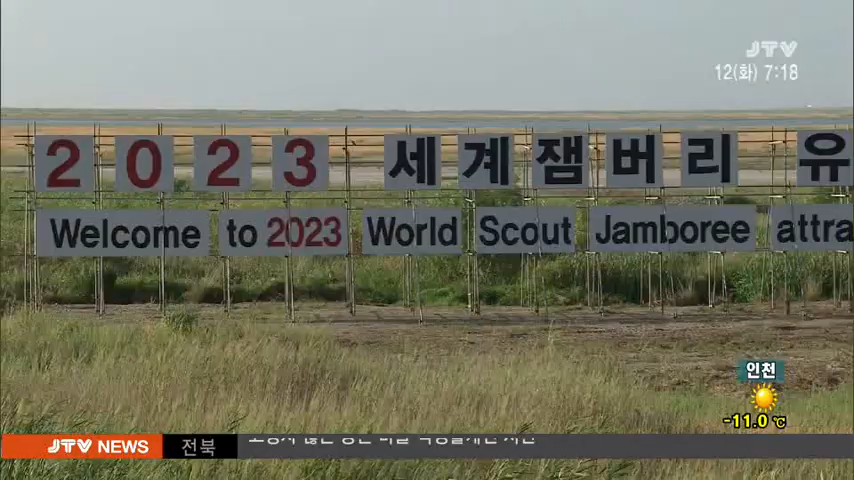 JTV
12(화) 7:18
2023 세계잼버리 유
Welcome to 2023 World Scout Jamboree attra
인천
-11.0℃
JTV NEWS 전북